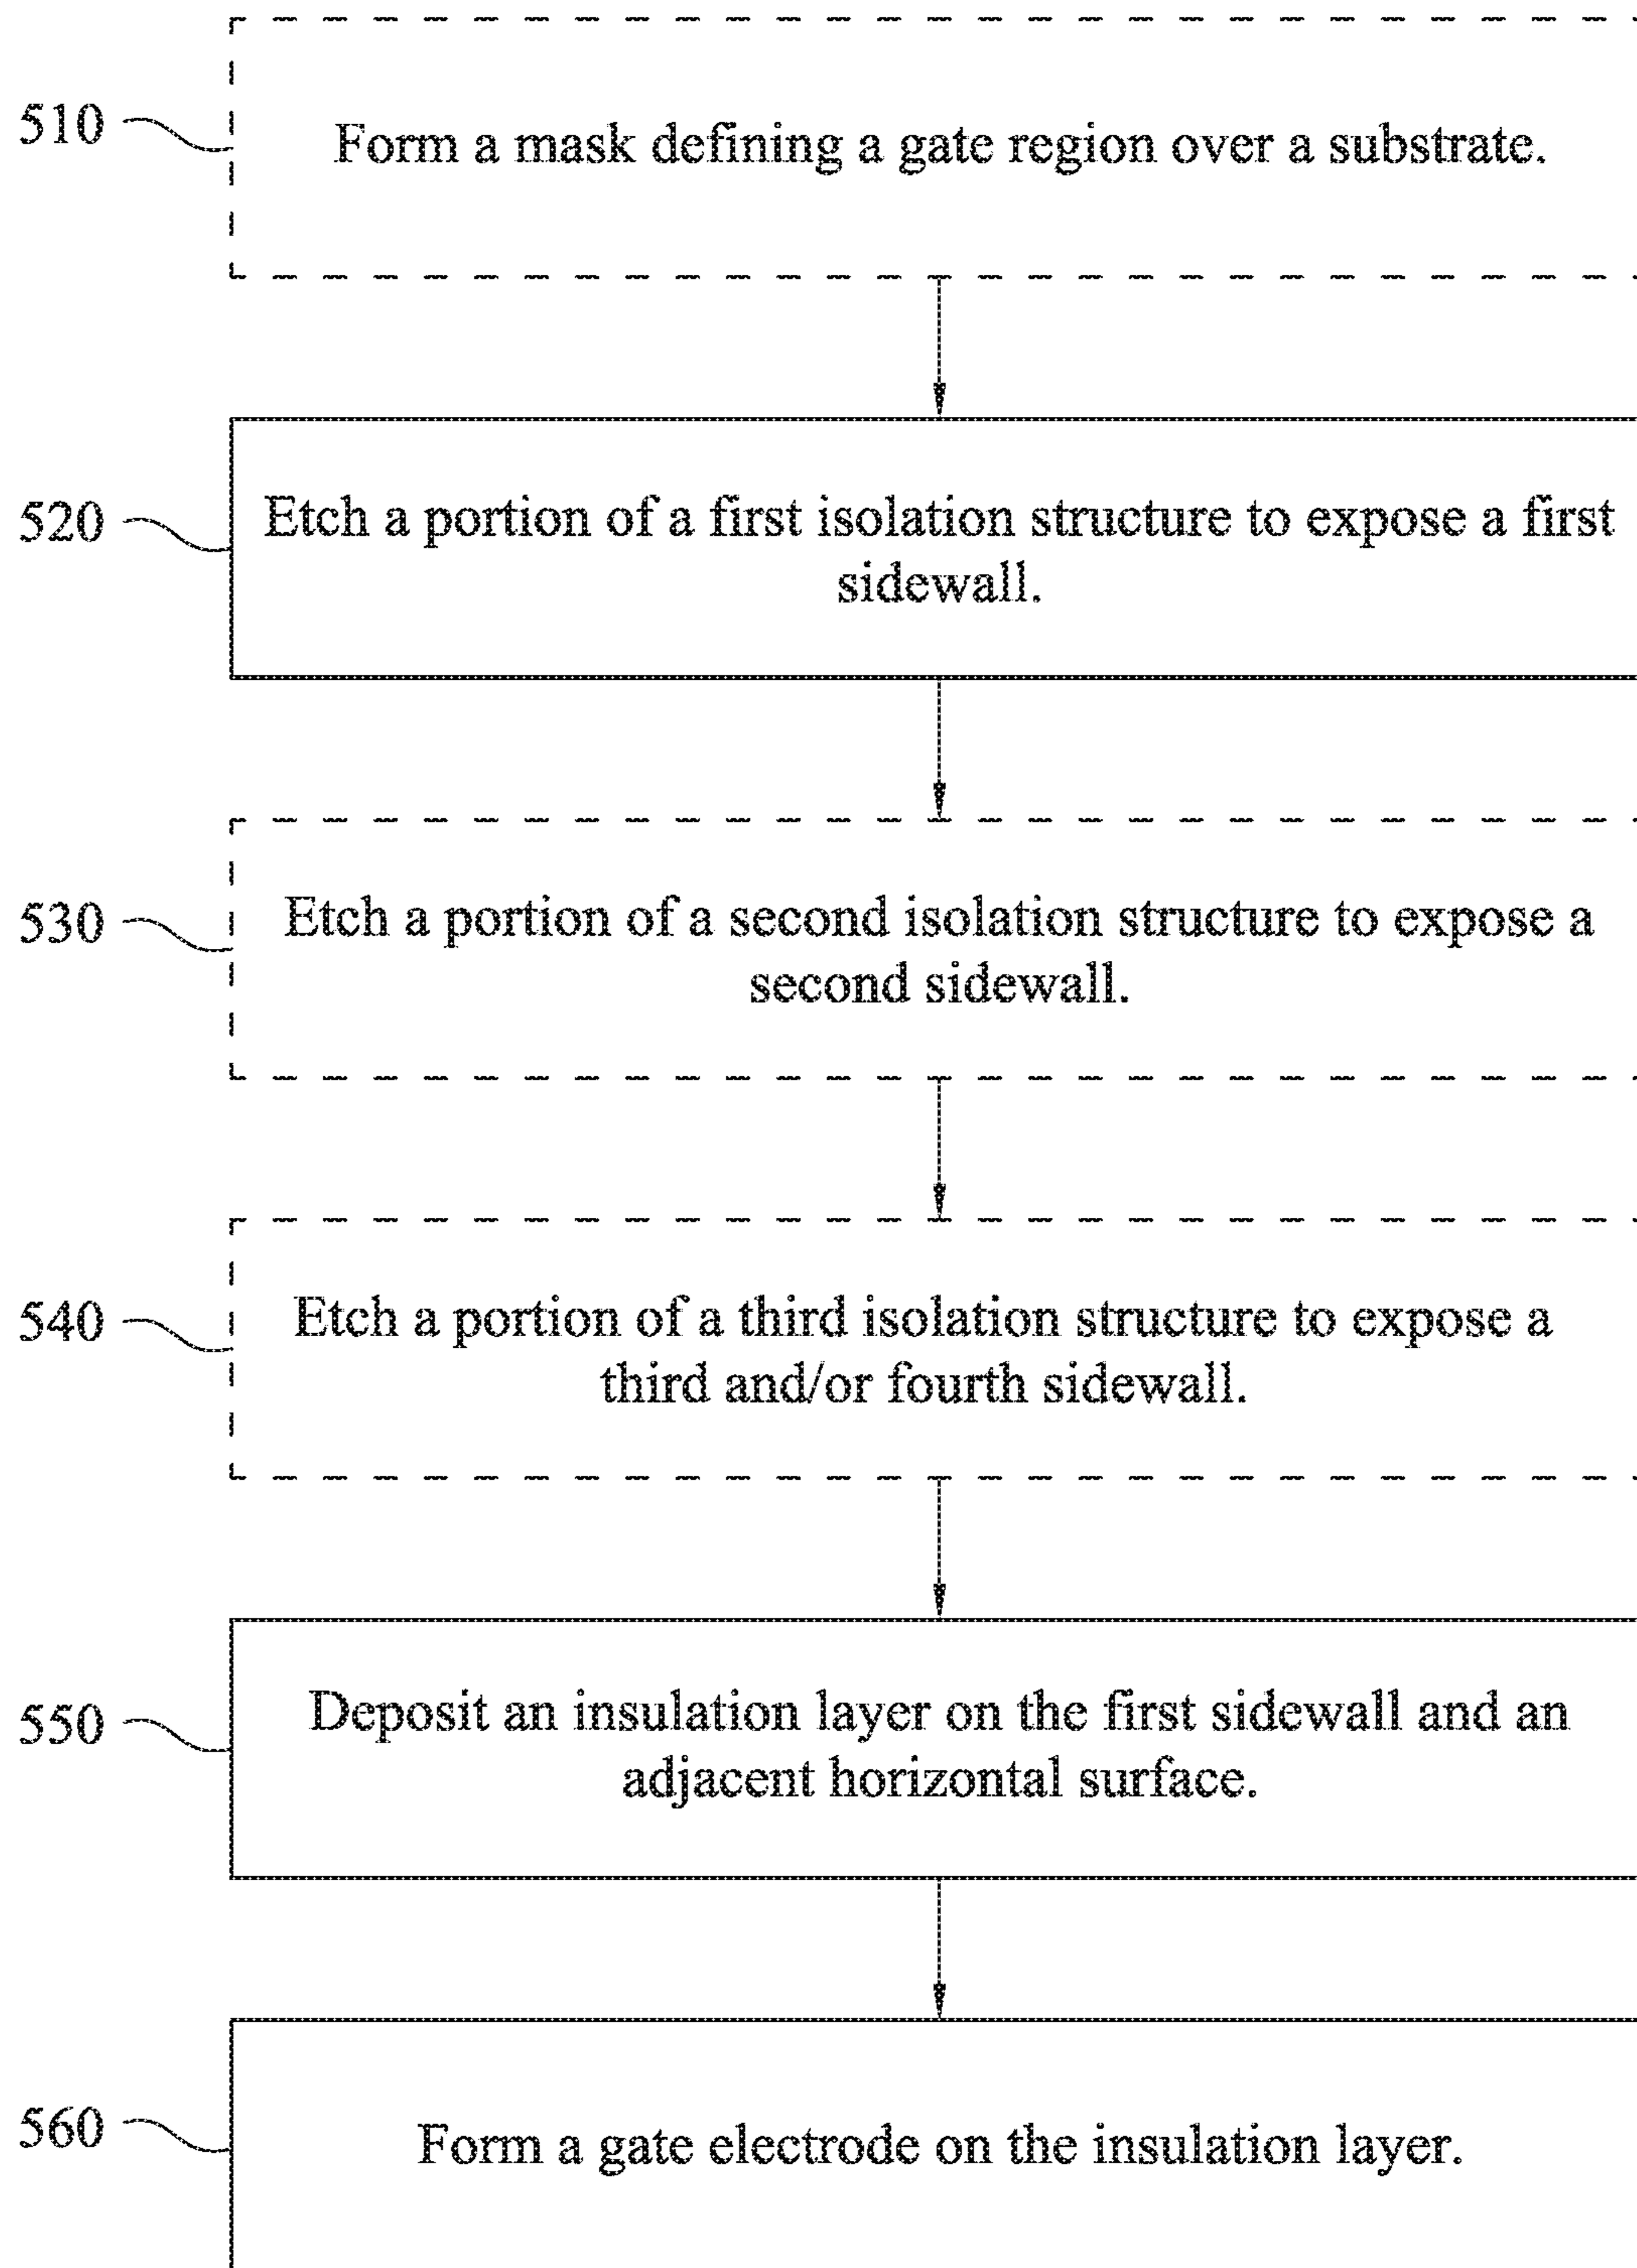 510
Form a mask defining a gate region over a substrate.
520
Etch a portion of a first isolation structure to expose a first
sidewall.
530
Etch a portion of a second isolation structure to expose a
second sidewall.
540
Etch a portion of a third isolation structure to expose a
third and/or fourth sidewall.
550
Deposit an insulation layer on the first sidewall and an
adjacent horizontal surface.
560
Form a gate electrode on the insulation layer.